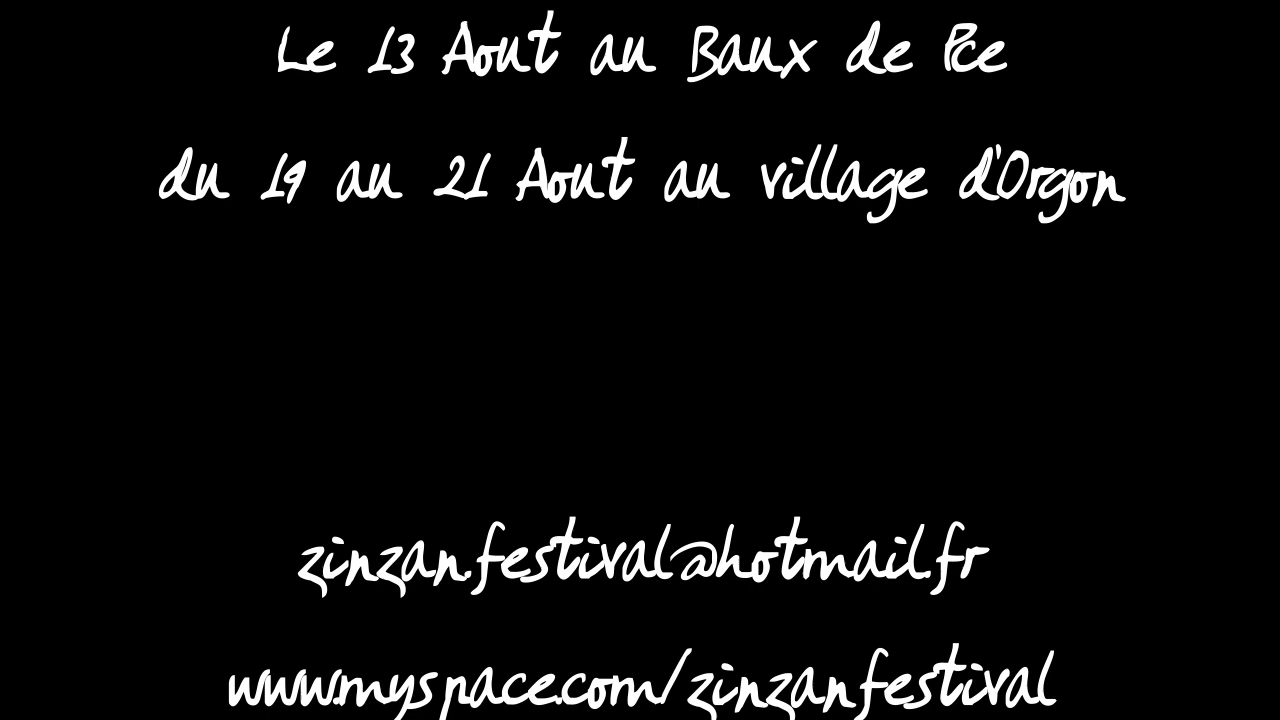 Le 13 Aout au Baux de Pce
du 19 au 21 Aout au village d'Orgon
zinzan.festival@hotmail.fr
www.myspace.com/zinzanfestival